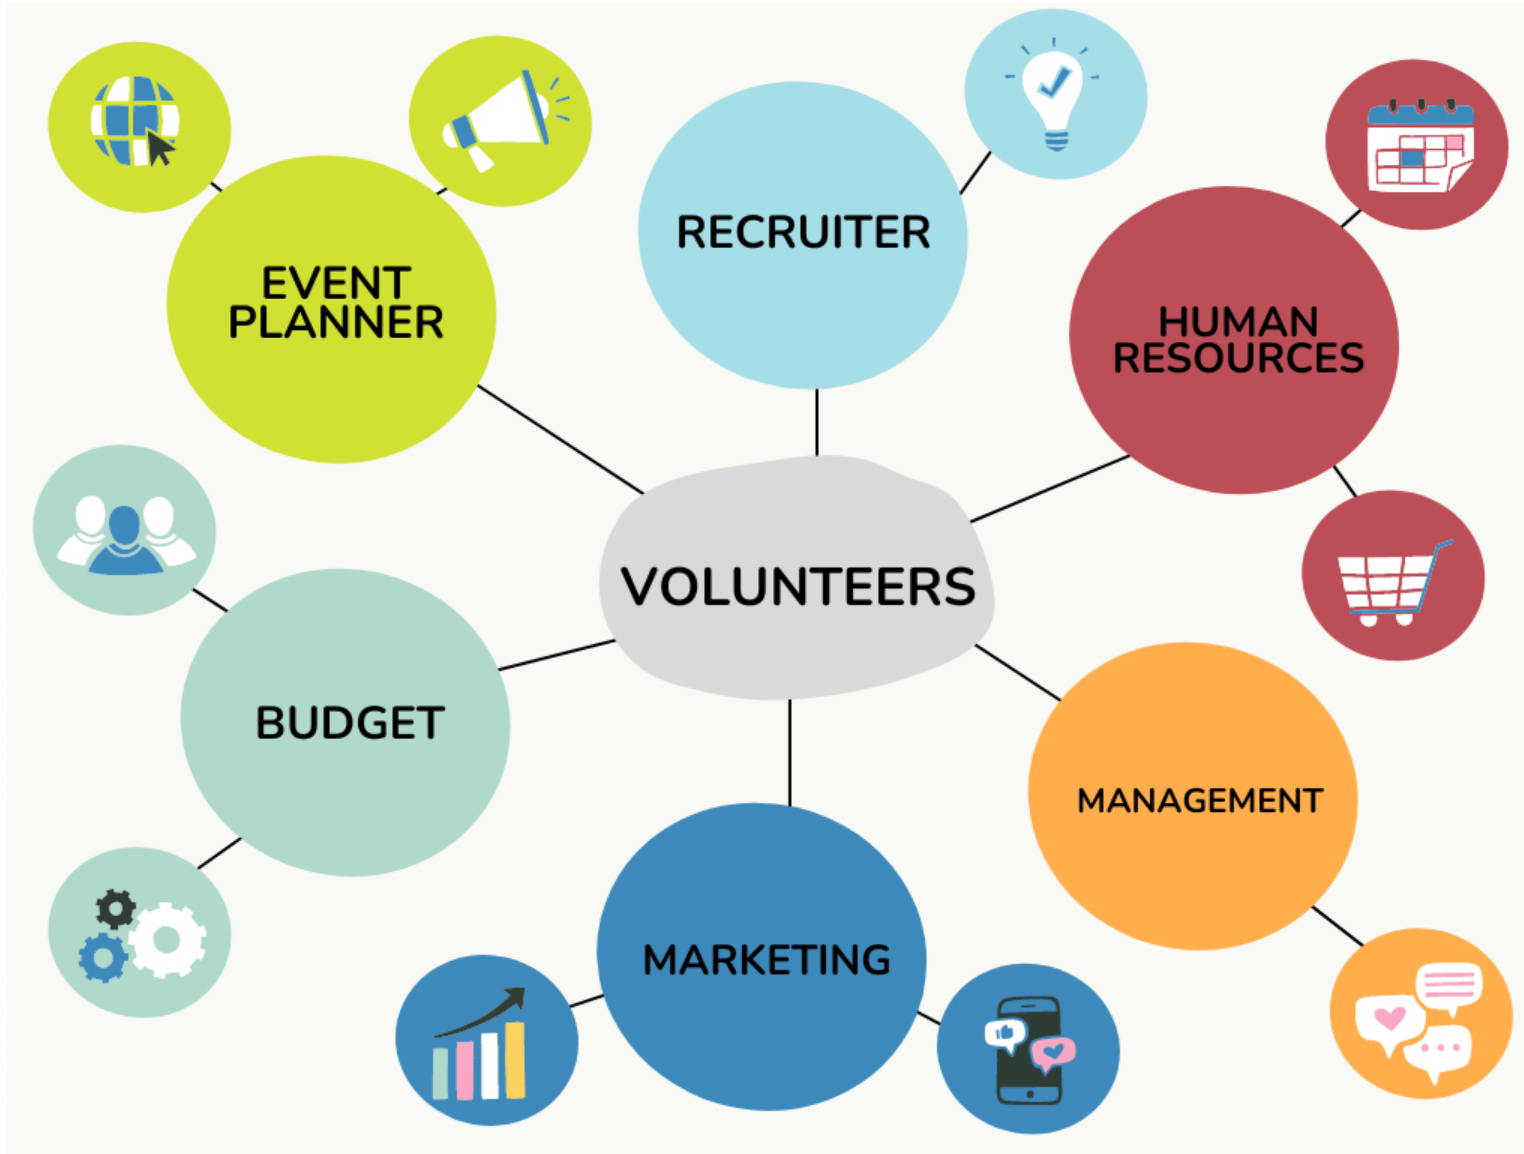 EVENT
PLANNER
RECRUITER
HUMAN
RESOURCES
VOLUNTEERS
BUDGET
MANAGEMENT
MARKETING